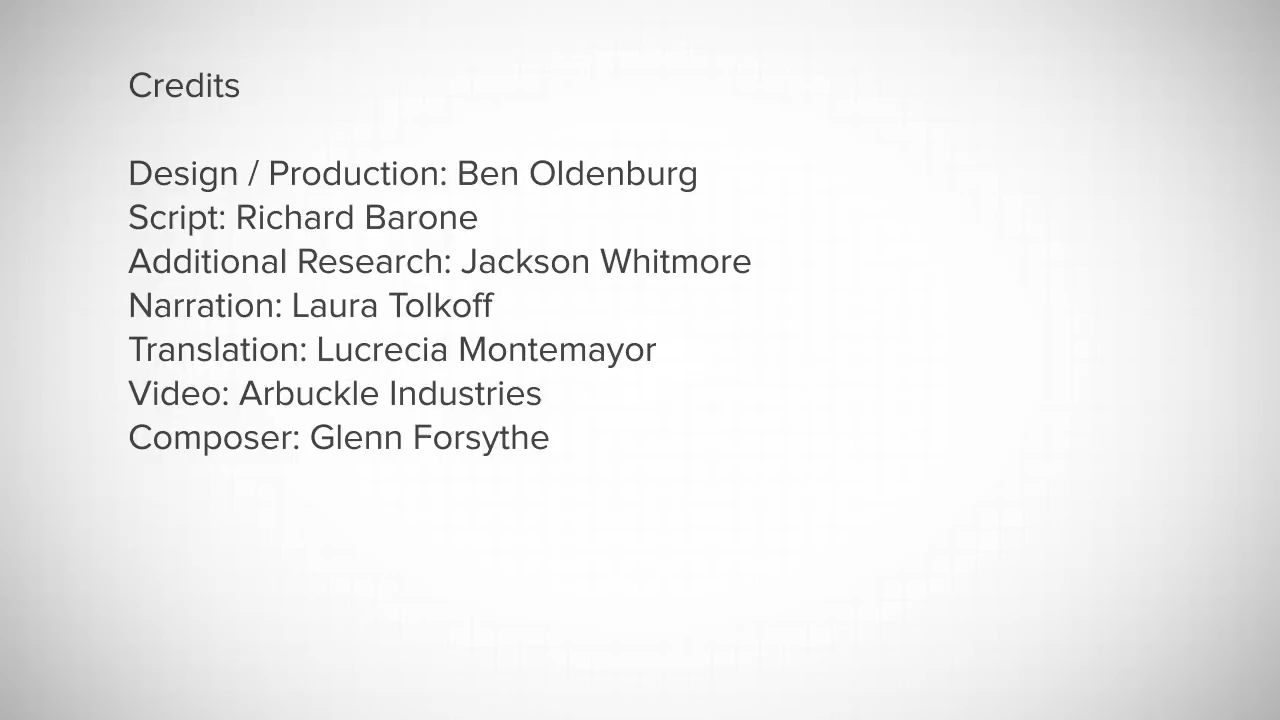 Credits
Design / Production: Ben Oldenburg
Script: Richard Barone
Additional Research: Jackson Whitmore
Narration: Laura Tolkoff
Translation: Lucrecia Montemayor
Video: Arbuckle Industries
Composer: Glenn Forsythe